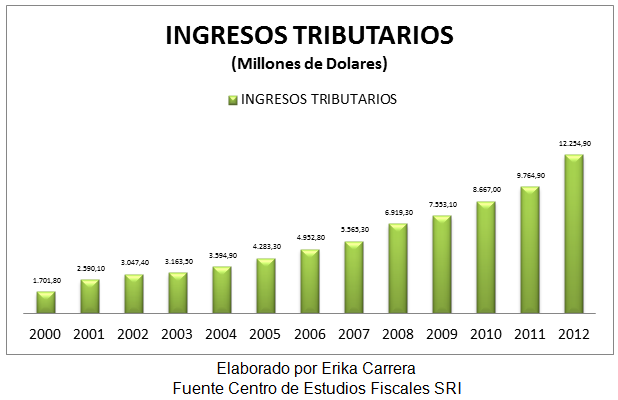 INGRESOS TRIBUTARIOS
(Millones de Dolares)
INGRESOS TRIBUTARIOS
1.701,80 2.590,10 3.047,40 3.163,50 3.594,90 4.283,30 4.952,80 5.565,30 6.919,30 7.553,10 8.667,00 9.764,90 12.254,90
2000 2001 2002 2003 2004 2005 2006 2007 2008 2009 2010 2011 2012
Elaborado por Erika Carrera
Fuente Centro de Estudios Fiscales SRI